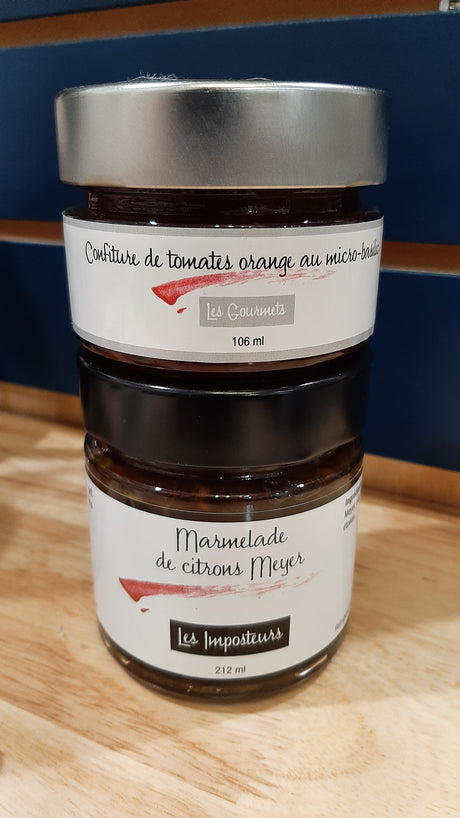 Confiture de tomates orange au micro-basilic
Les Gourmets
106 ml
Marmelade
de citrons Meyer
Les Imposteurs
212 ml